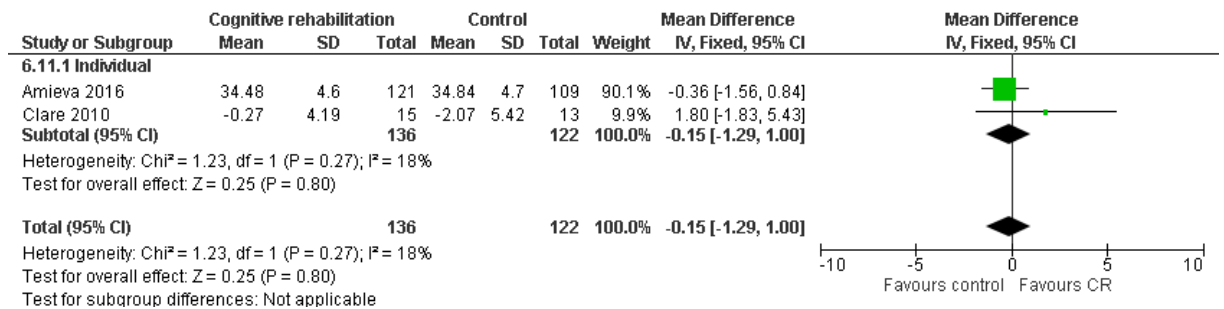 Cognitive rehabilitation Control Mean Difference Mean Difference
Study or Subgroup Mean SD Total Mean SD Total Weight IV, Fixed, 95% CI IV, Fixed, 95% CI
6.11.1 Individual
Amieva 2016 34.48 4.6 121 34.84 4.7 109 90.1% -0.36 [-1.56, 0.84]
Clare 2010 -0.27 4.19 15 -2.07 5.42 13 9.9% 1.80 [-1.83, 5.43]
Subtotal (95% CI) 136 122 100.0% -0.15 [-1.29, 1.00]
Heterogeneity: Chi² = 1.23, df = 1 (P = 0.27); I² = 18%
Test for overall effect: Z = 0.25 (P = 0.80)
Total (95% CI) 136 122 100.0% -0.15 [-1.29, 1.00]
Heterogeneity: Chi² = 1.23, df = 1 (P = 0.27); I² = 18%
Test for overall effect: Z = 0.25 (P = 0.80)
Test for subgroup differences: Not applicable
-10 -5 0 5 10
Favours control Favours CR